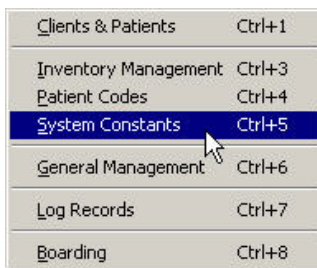 Clients & Patients Ctrl+1
Inventory Management Ctrl+3
Patient Codes Ctrl+4
System Constants Ctrl+5
General Management Ctrl+6
Log Records Ctrl+7
Boarding Ctrl+8